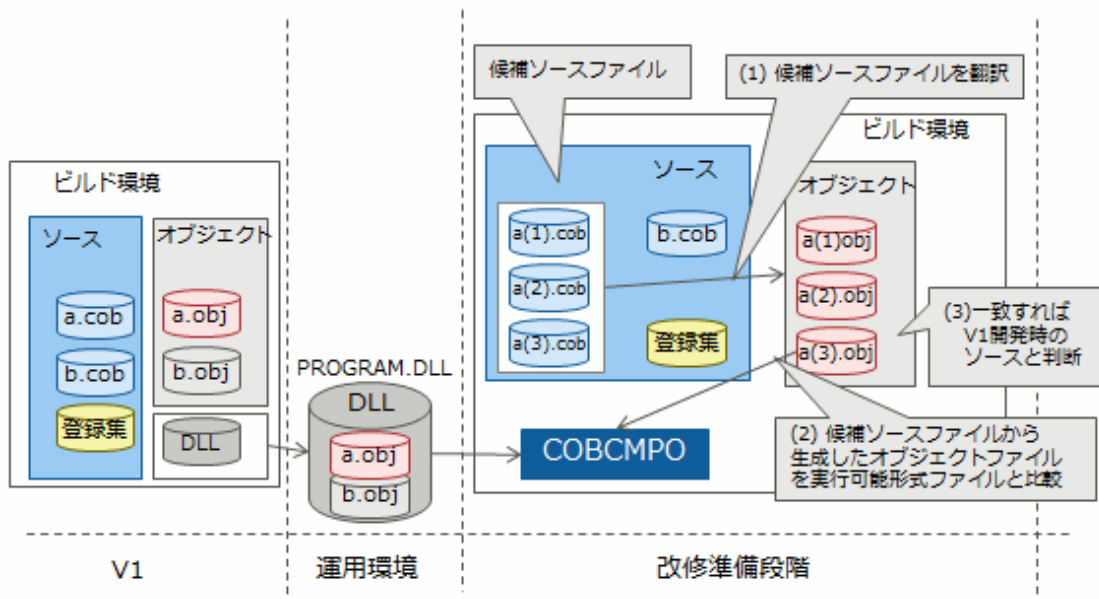 候補ソースファイル
(1) 候補ソースファイルを翻訳
ビルド環境
ソース
オブジェクト
a.cob
b.cob
登録集
a.obj
b.obj
DLL
PROGRAM.DLL
DLL
a.obj
b.obj
ビルド環境
ソース
a(1).cob
a(2).cob
a(3).cob
b.cob
登録集
オブジェクト
a(1)obj
a(2).obj
a(3).obj
(3)一致すれば
V1開発時の
ソースと判断
COBCMPO
(2) 候補ソースファイルから
生成したオブジェクトファイル
を実行可能形式ファイルと比較
V1
運用環境
改修準備段階